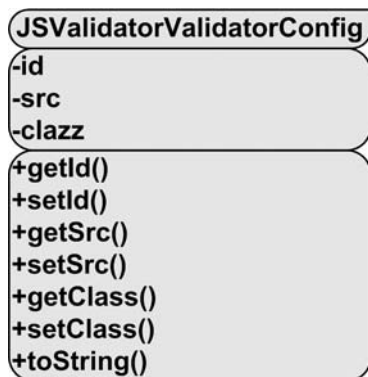 JSValidatorValidatorConfig
-id
-src
-clazz
+getId()
+setId()
+getSrc()
+setSrc()
+getClass()
+setClass()
+toString()